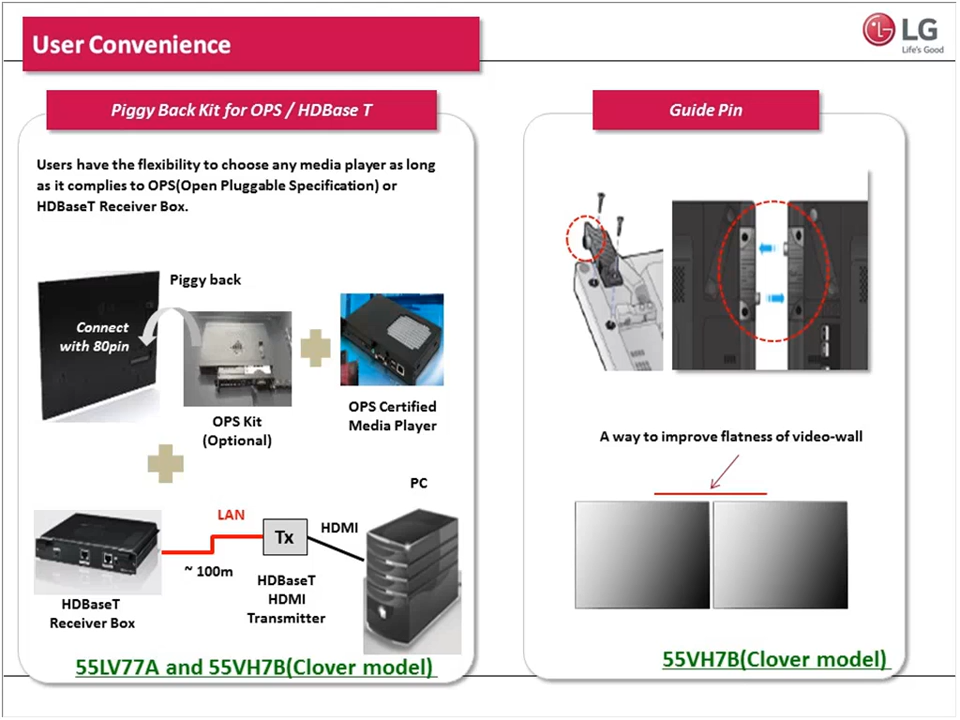 User Convenience
LG
Life's Good
Piggy Back Kit for OPS / HDBase T
Users have the flexibility to choose any media player as long
as it complies to OPS(Open Pluggable Specification) or
HDBaseT Receiver Box.
Piggy back
Connect
with 80pin
OPS Kit
(Optional)
OPS Certified
Media Player
PC
LAN
Tx
HDMI
~ 100m
HDBaseT
HDMI
Transmitter
HDBaseT
Receiver Box
55LV77A and 55VH7B(Clover model)
Guide Pin
A way to improve flatness of video-wall
55VH7B(Clover model)